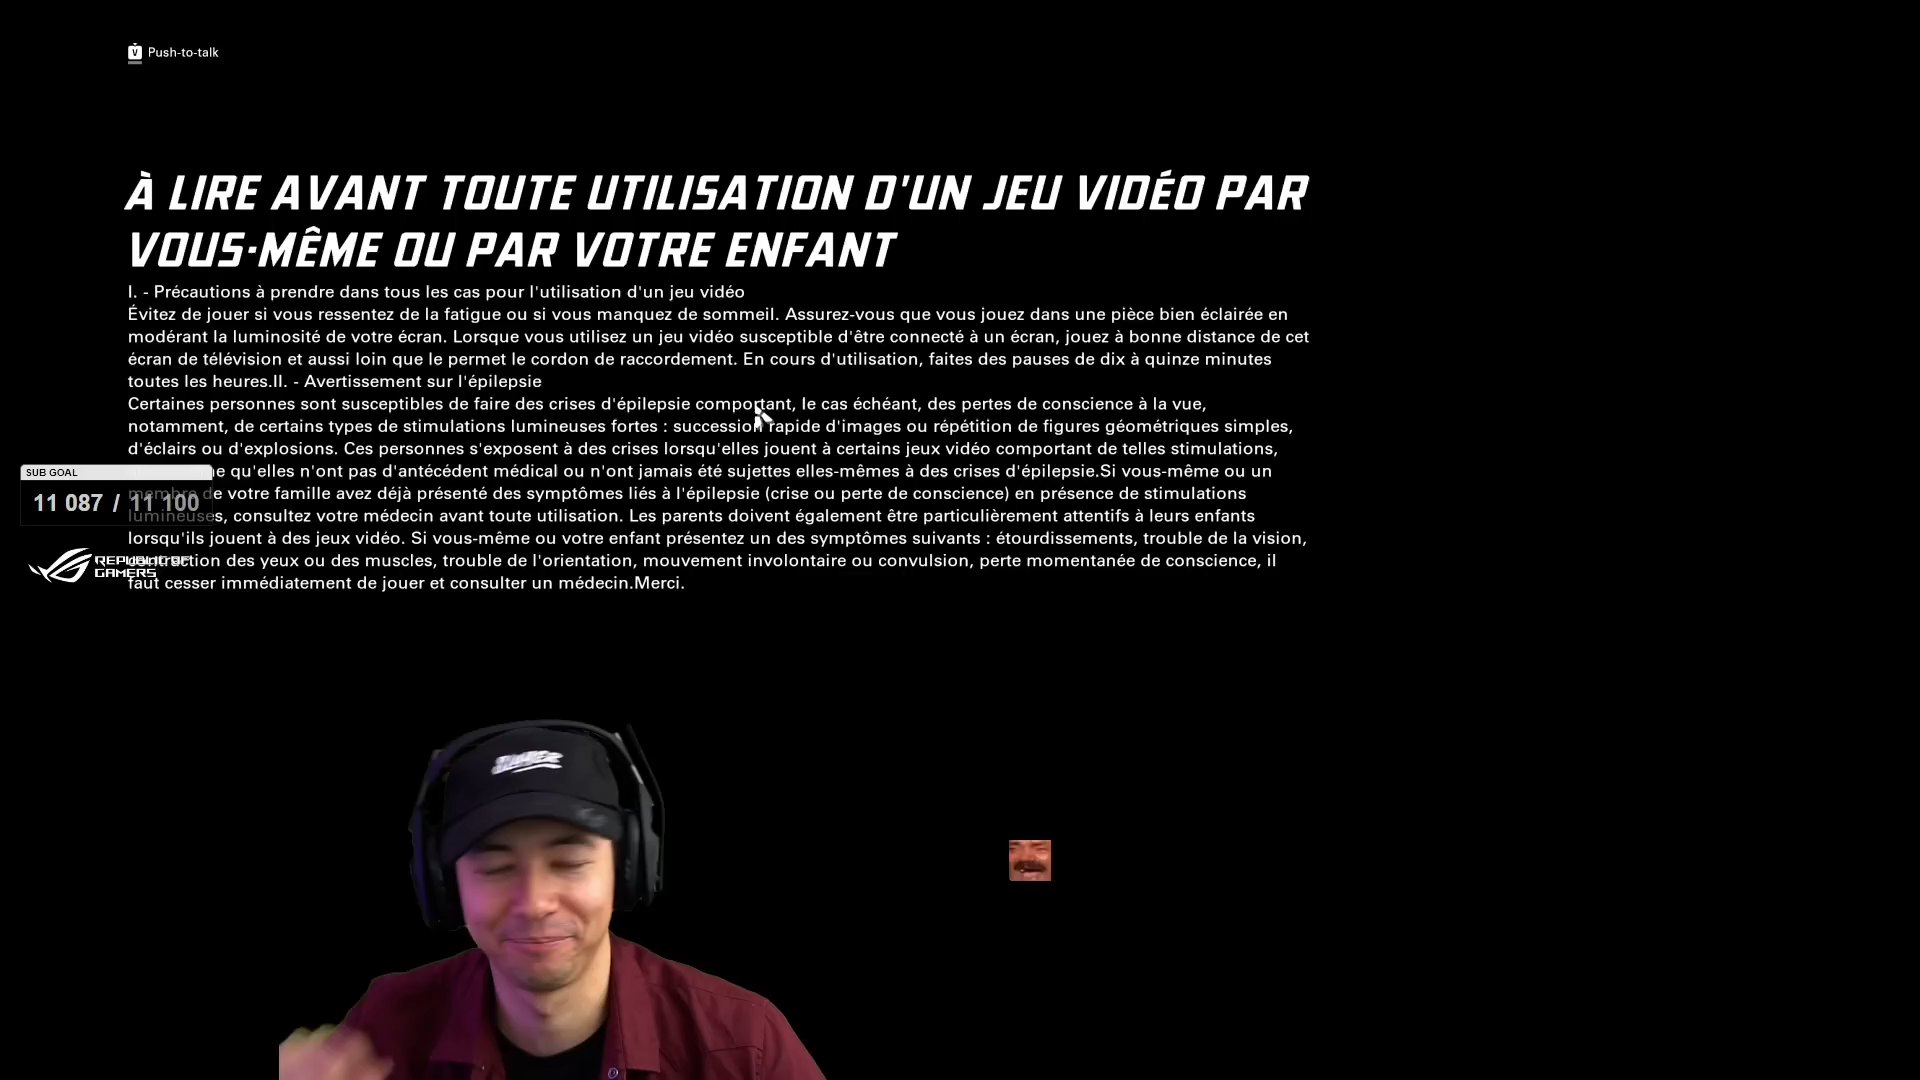 V Push-to-talk
À LIRE AVANT TOUTE UTILISATION D'UN JEU VIDÉO PAR
VOUS-MÊME OU PAR VOTRE ENFANT
I. - Précautions à prendre dans tous les cas pour l'utilisation d'un jeu vidéo
Évitez de jouer si vous ressentez de la fatigue ou si vous manquez de sommeil. Assurez-vous que vous jouez dans une pièce bien éclairée en
modérant la luminosité de votre écran. Lorsque vous utilisez un jeu vidéo susceptible d'être connecté à un écran, jouez à bonne distance de cet
écran de télévision et aussi loin que le permet le cordon de raccordement. En cours d'utilisation, faites des pauses de dix à quinze minutes
toutes les heures.II. - Avertissement sur l'épilepsie
Certaines personnes sont susceptibles de faire des crises d'épilepsie comportant, le cas échéant, des pertes de conscience à la vue,
notamment, de certains types de stimulations lumineuses fortes : succession rapide d'images ou répétition de figures géométriques simples,
d'éclairs ou d'explosions. Ces personnes s'exposent à des crises lorsqu'elles jouent à certains jeux vidéo comportant de telles stimulations,
qu'elles n'ont pas d'antécédent médical ou n'ont jamais été sujettes elles-mêmes à des crises d'épilepsie.Si vous-même ou un
membre de votre famille avez déjà présenté des symptômes liés à l'épilepsie (crise ou perte de conscience) en présence de stimulations
lumineuses, consultez votre médecin avant toute utilisation. Les parents doivent également être particulièrement attentifs à leurs enfants
lorsqu'ils jouent à des jeux vidéo. Si vous-même ou votre enfant présentez un des symptômes suivants : étourdissements, trouble de la vision,
contraction des yeux ou des muscles, trouble de l'orientation, mouvement involontaire ou convulsion, perte momentanée de conscience, il
faut cesser immédiatement de jouer et consulter un médecin.Merci.
SUB GOAL
11 087 / 11 100
REPUBLIC OF
GAMERS